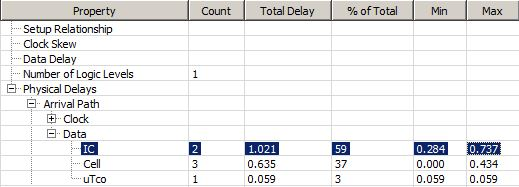 Property Count Total Delay % of Total Min Max
Setup Relationship
Clock Skew
Data Delay
Number of Logic Levels 1
Physical Delays
Arrival Path
Clock
Data
IC 2 1.021 59 0.284 0.737
Cell 3 0.635 37 0.000 0.434
uTco 1 0.059 3 0.059 0.059